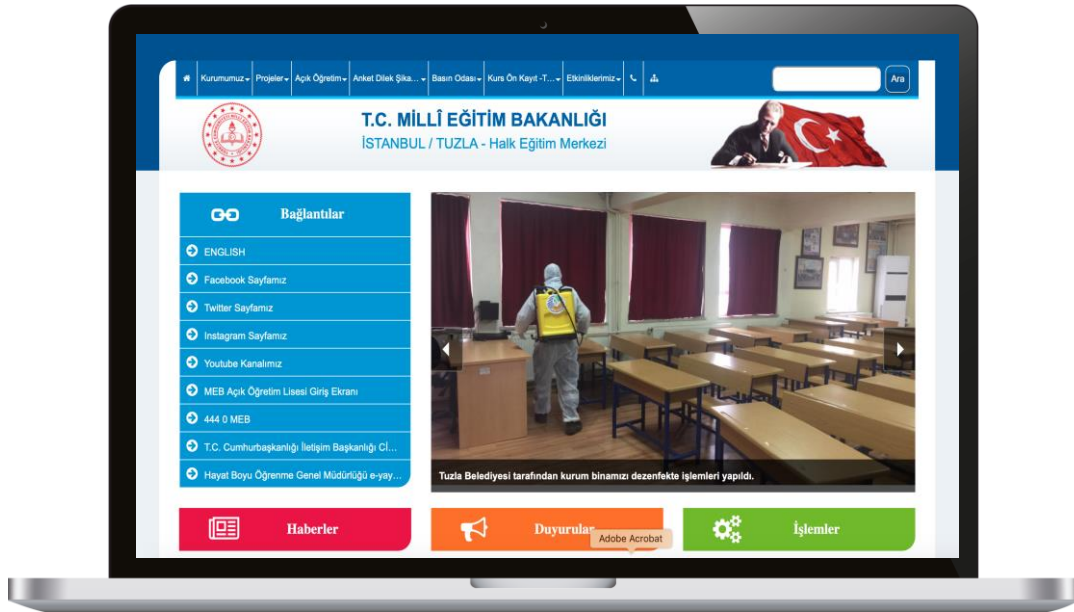 Kurumumuz
Projeler
Açık Öğretim
Anket Dilek Şika...
Basın Odası
Kurs Ön Kayıt -T...
Etkinliklerimiz
Ara
T.C. MİLLÎ EĞİTİM BAKANLIĞI
İSTANBUL / TUZLA - Halk Eğitim Merkezi
Bağlantılar
ENGLISH
Facebook Sayfamız
Twitter Sayfamız
Instagram Sayfamız
Youtube Kanalımız
MEB Açık Öğretim Lisesi Giriş Ekranı
444 0 MEB
T.C. Cumhurbaşkanlığı İletişim Başkanlığı Cİ...
Hayat Boyu Öğrenme Genel Müdürlüğü e-yay...
Tuzla Belediyesi tarafından kurum binamızı dezenfekte işlemleri yapıldı.
Haberler
Duyurular
İşlemler
Adobe Acrobat